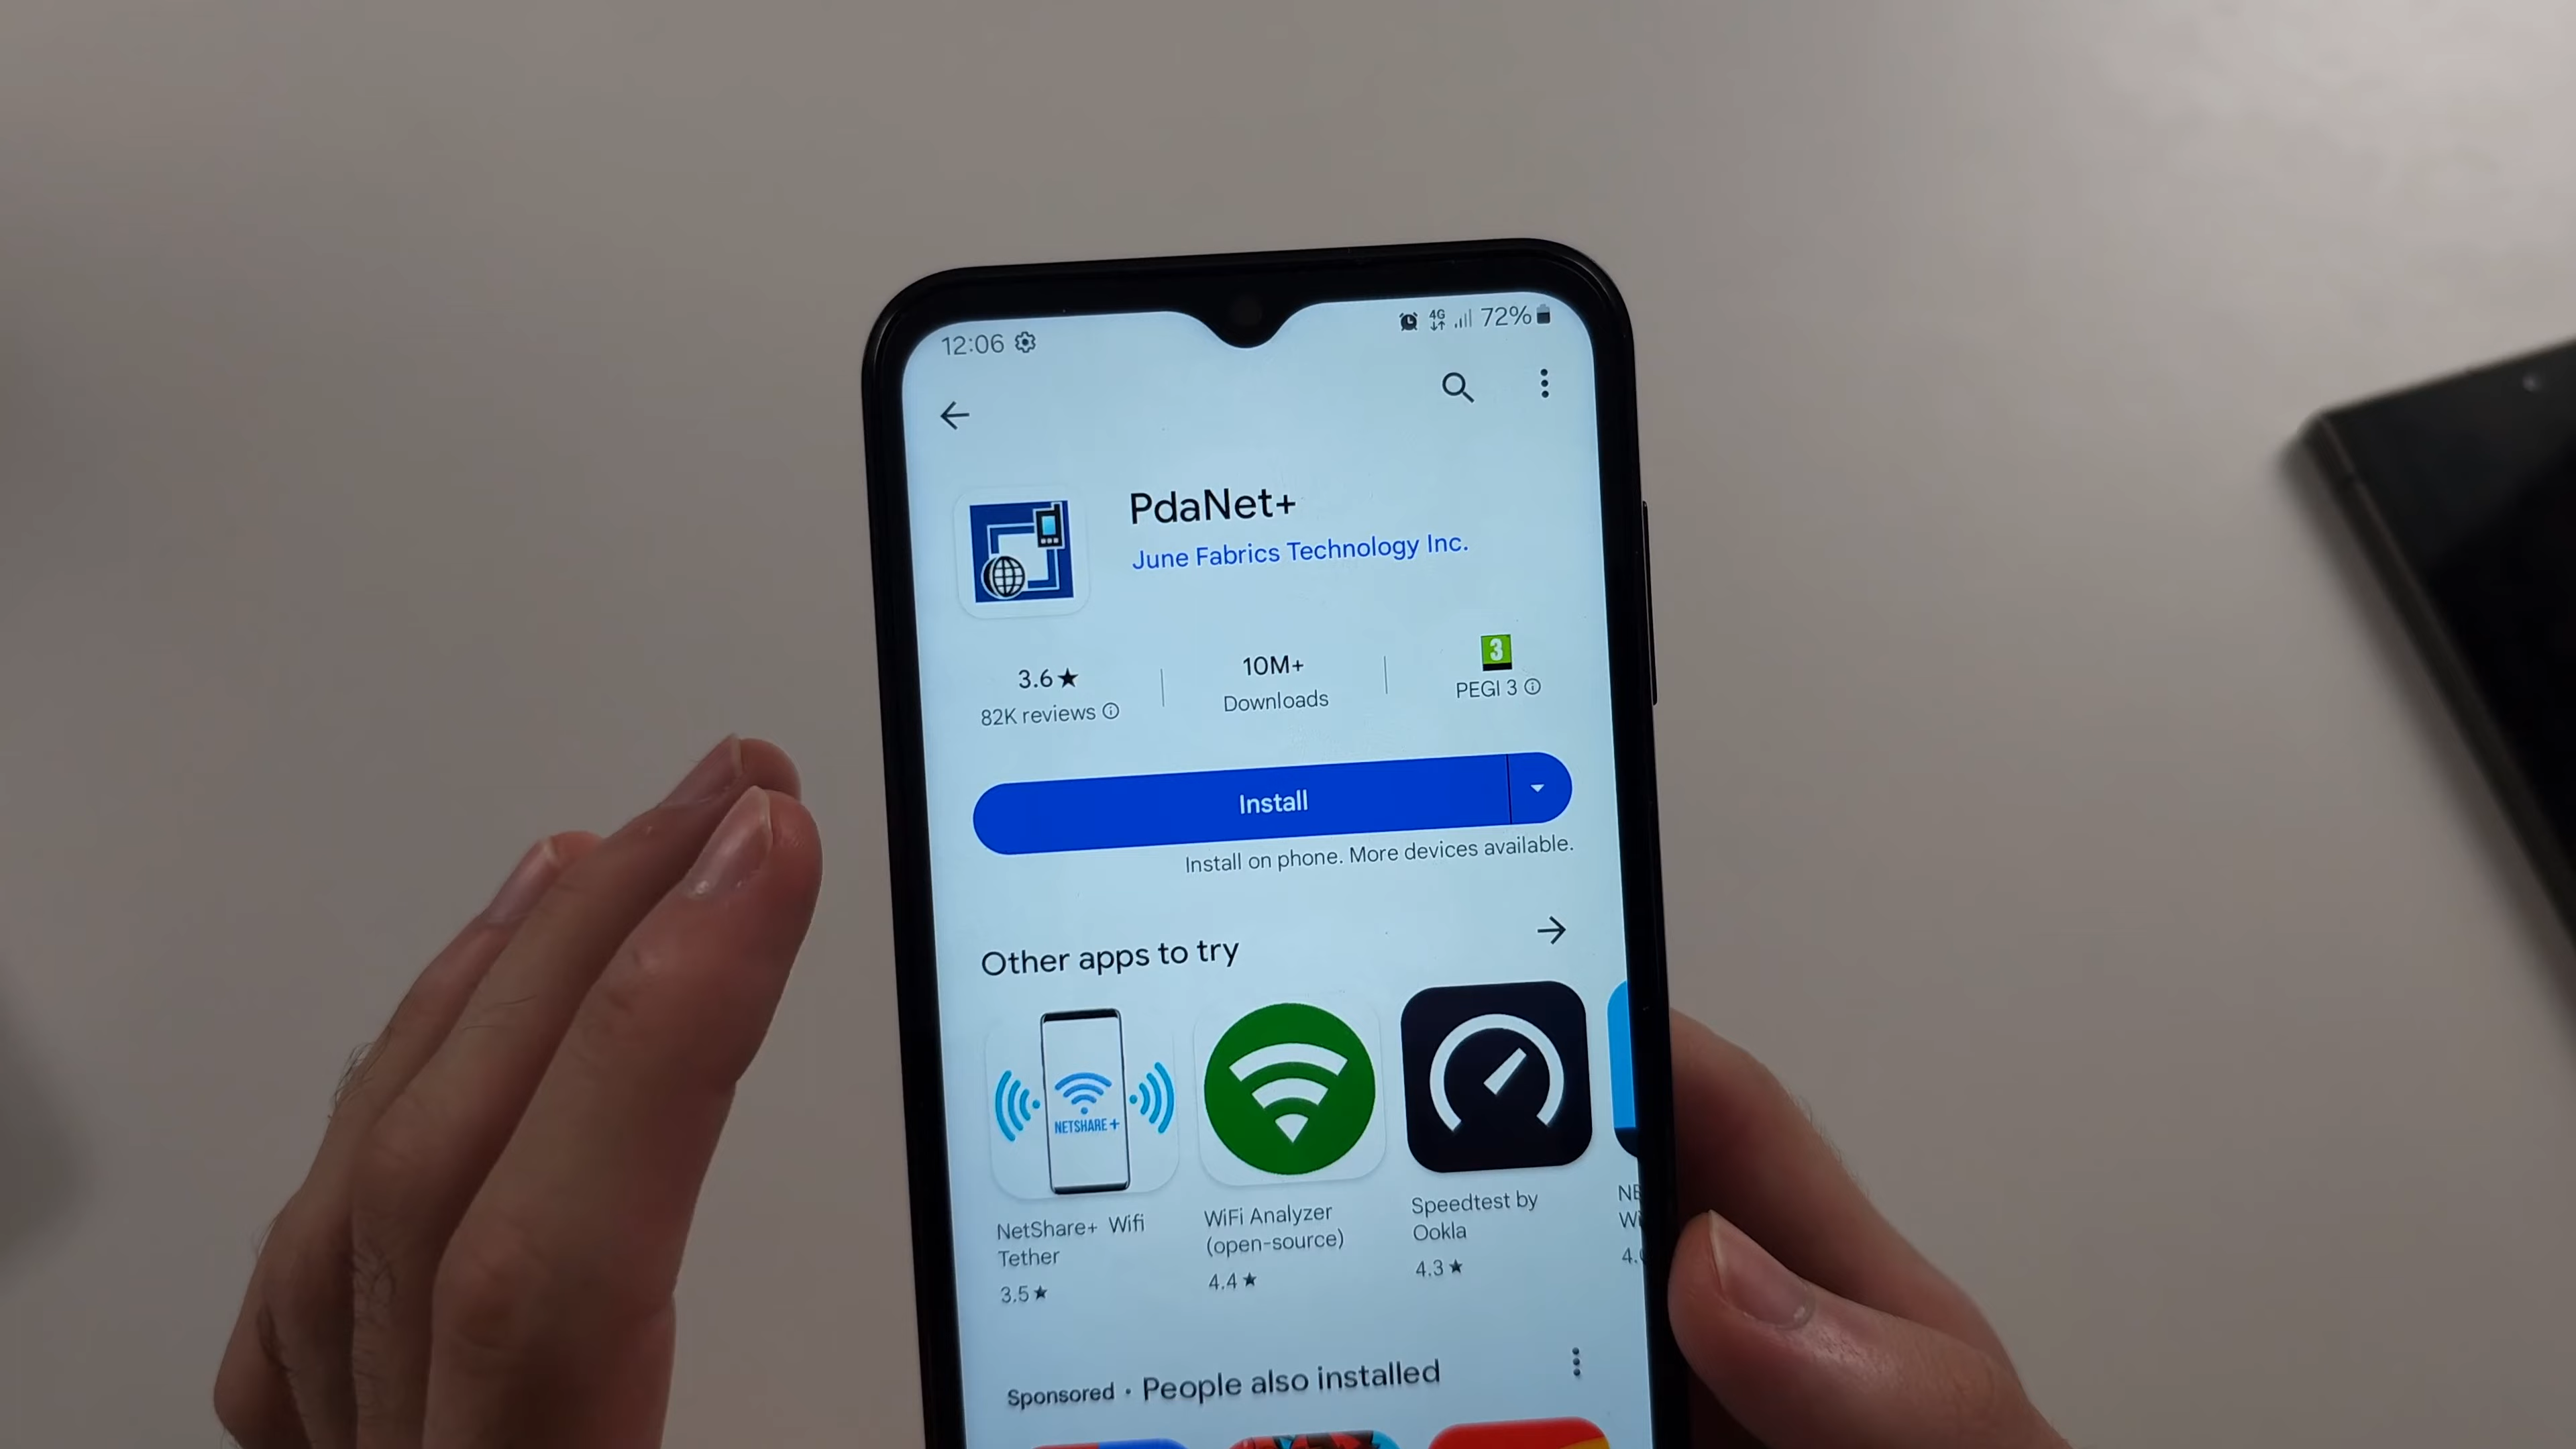 12:06
4G 72%
PdaNet+
June Fabrics Technology Inc.
3.6★
82K reviews
10M+
Downloads
3
PEGI 3
Install
Install on phone. More devices available.
Other apps to try
NETSHARE+
NetShare+ Wifi
Tether
3.5★
WiFi Analyzer
(open-source)
4.4★
Speedtest by
Ookla
4.3★
Sponsored • People also installed